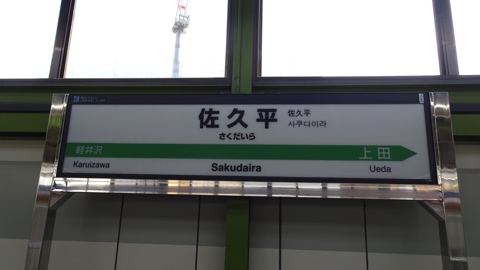 佐久平
佐久平
사쿠다이라
さくだいら
軽井沢
上田
Karuizawa
Sakudaira
Ueda